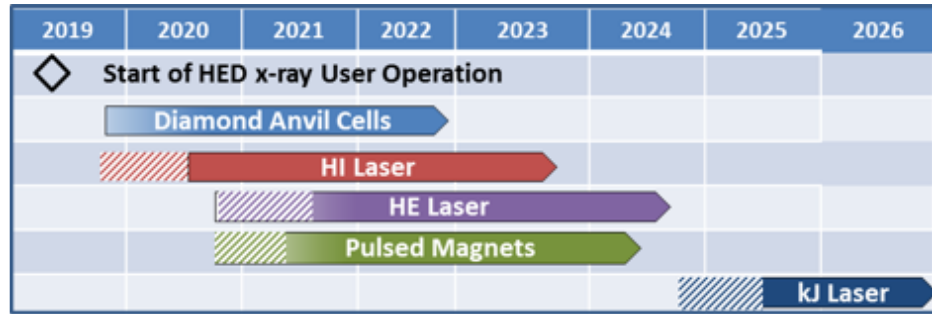 2019 2020 2021 2022 2023 2024 2025 2026
Start of HED x-ray User Operation
Diamond Anvil Cells
HI Laser
HE Laser
Pulsed Magnets
kJ Laser